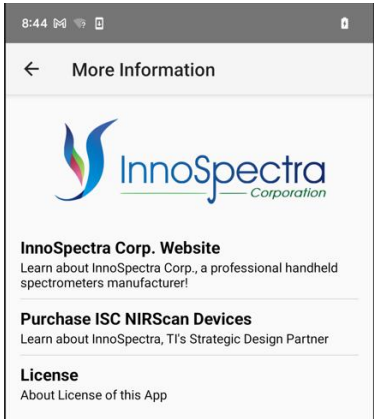 8:44
More Information
InnoSpectra
Corporation
InnoSpectra Corp. Website
Learn about InnoSpectra Corp., a professional handheld
spectrometers manufacturer!
Purchase ISC NIRScan Devices
Learn about InnoSpectra, TI's Strategic Design Partner
License
About License of this App